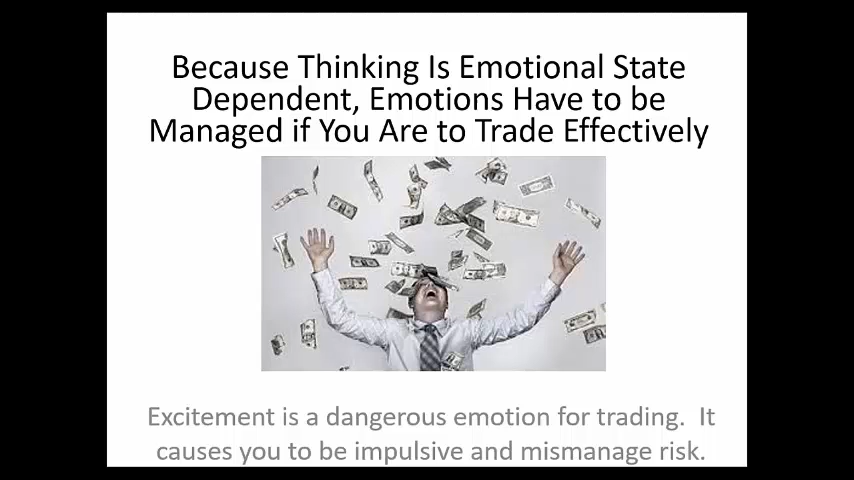 Because Thinking Is Emotional State
Dependent, Emotions Have to be
Managed if You Are to Trade Effectively
Excitement is a dangerous emotion for trading.  It
causes you to be impulsive and mismanage risk.